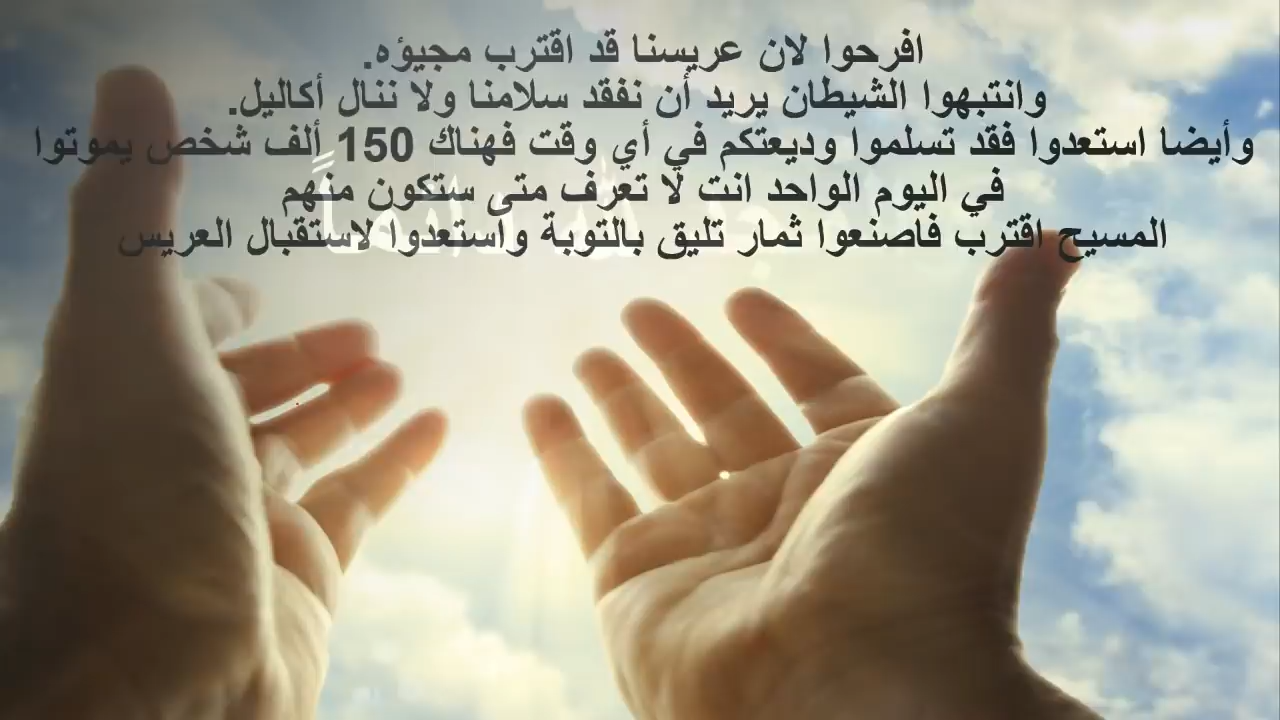 افرحوا لان عريسنا قد اقترب مجيؤه.
وانتبهوا الشيطان يريد أن نفقد سلامنا ولا ننال أكاليل.
وأيضا استعدوا فقد تسلموا وديعتكم في أي وقت فهناك 150 ألف شخص يموتوا
في اليوم الواحد انت لا تعرف متى ستكون منهم
المسيح اقترب فاصنعوا ثمار تليق بالتوبة واستعدوا لاستقبال العريس